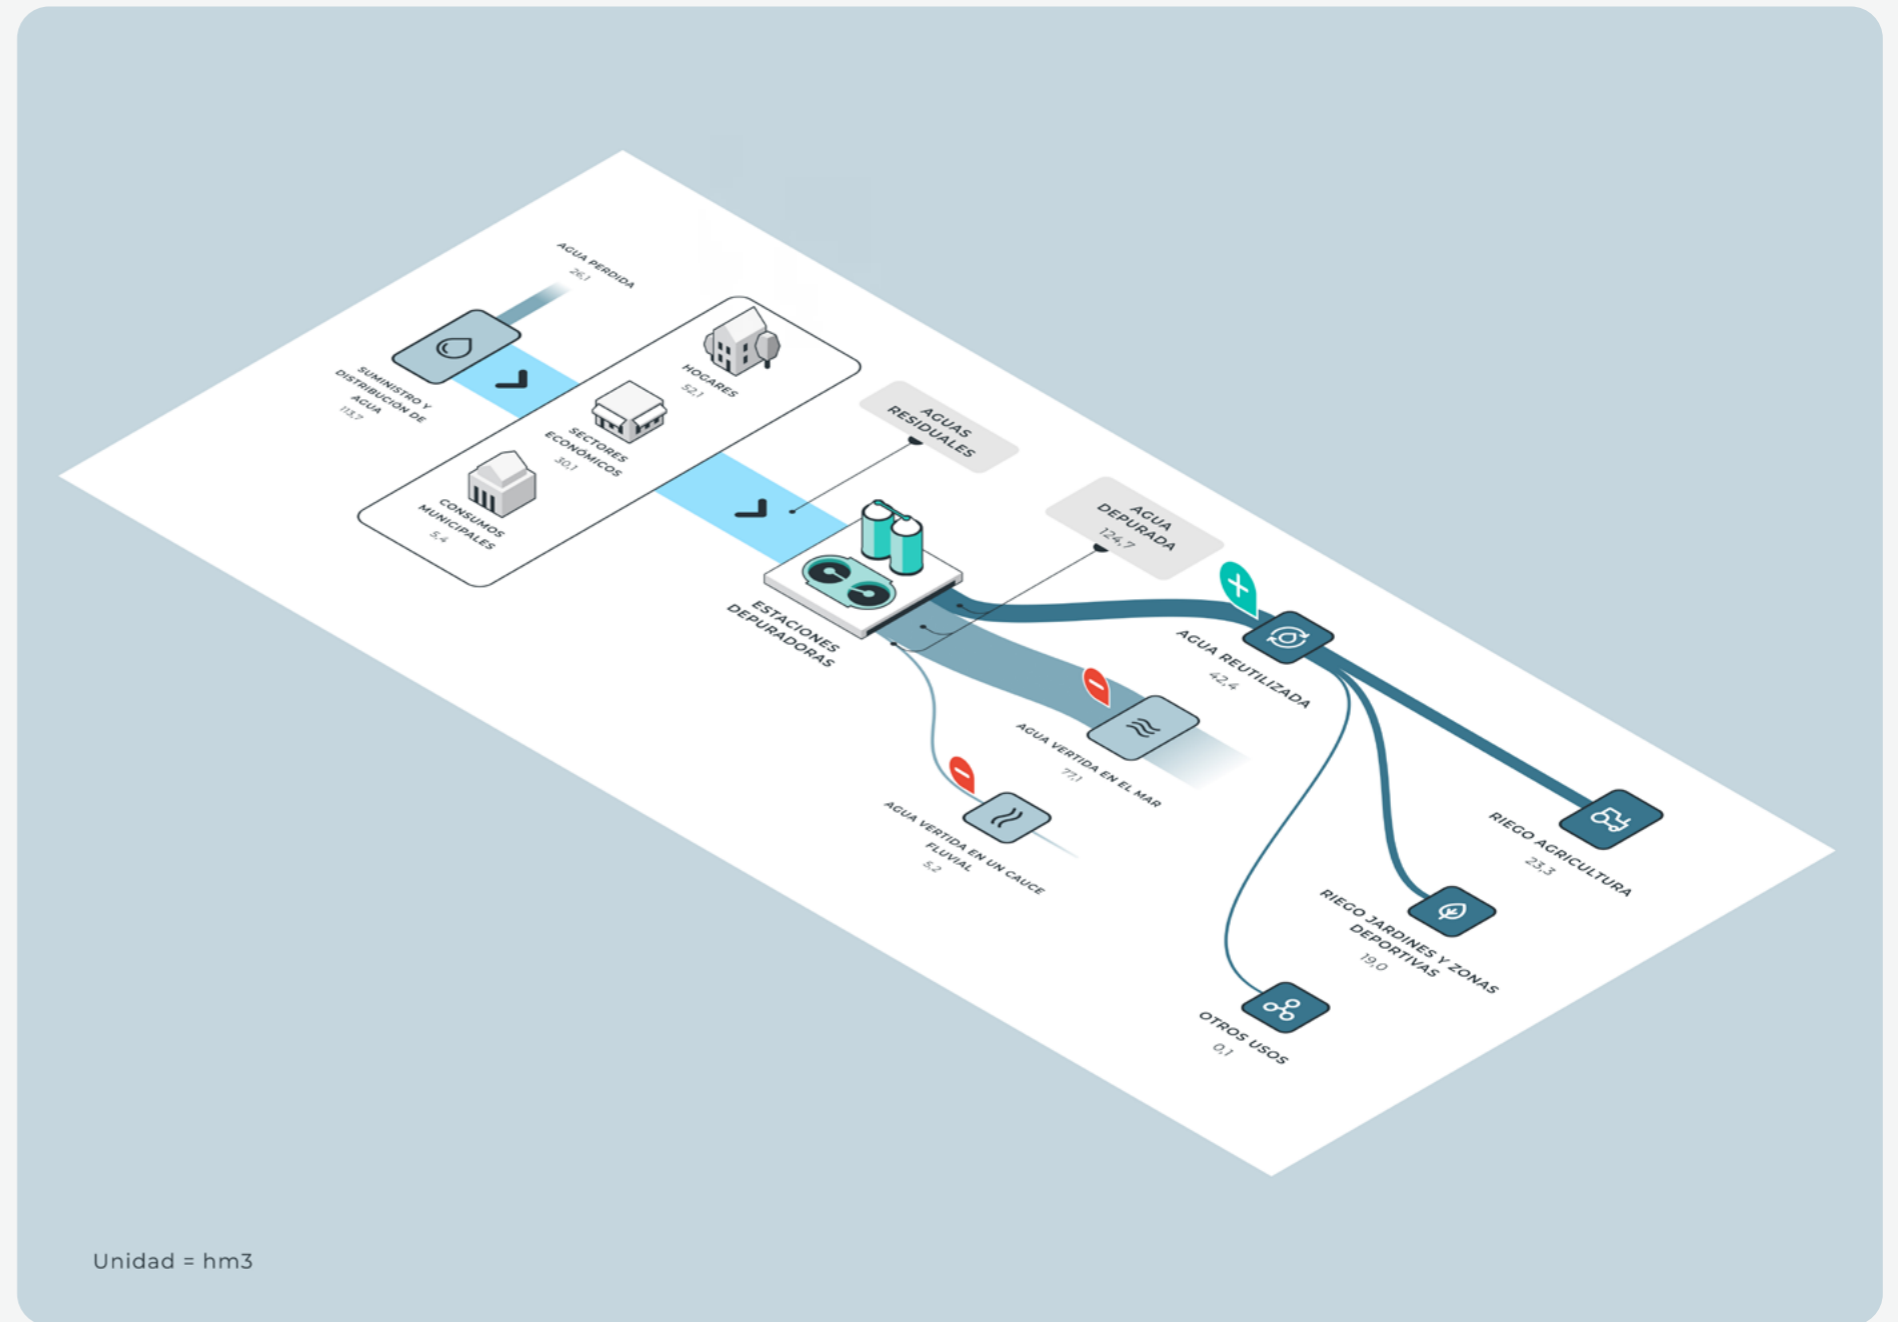 AGUA PERDIDA
26,1
SUMINISTRO Y
DISTRIBUCIÓN DE
AGUA
113,7
HOGARES
52,1
SECTORES
ECONÓMICOS
30,1
CONSUMOS
MUNICIPALES
5,4
AGUAS
RESIDUALES
AGUA
DEPURADA
124,7
ESTACIONES
DEPURADORAS
AGUA REUTILIZADA
42,4
AGUA VERTIDA EN EL MAR
77,1
AGUA VERTIDA EN UN CAUCE
FLUVIAL
5,2
RIEGO AGRICULTURA
23,3
RIEGO JARDINES Y ZONAS
DEPORTIVAS
19,0
OTROS USOS
0,1
Unidad = hm3